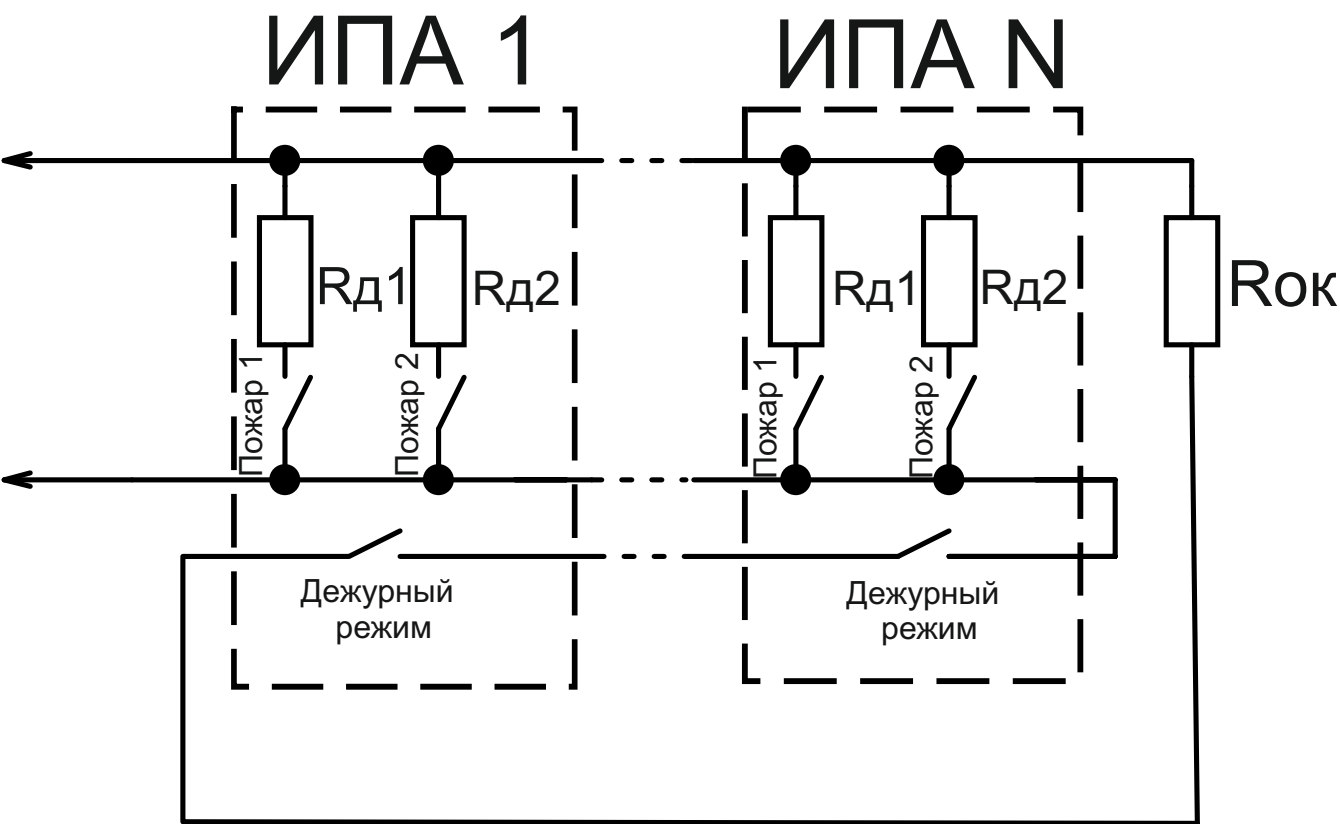 ИПА 1
ИПА N
Rд1
Rд2
Rд1
Rд2
Rок
Пожар 1
Пожар 2
Пожар 1
Пожар 2
Дежурный
режим
Дежурный
режим